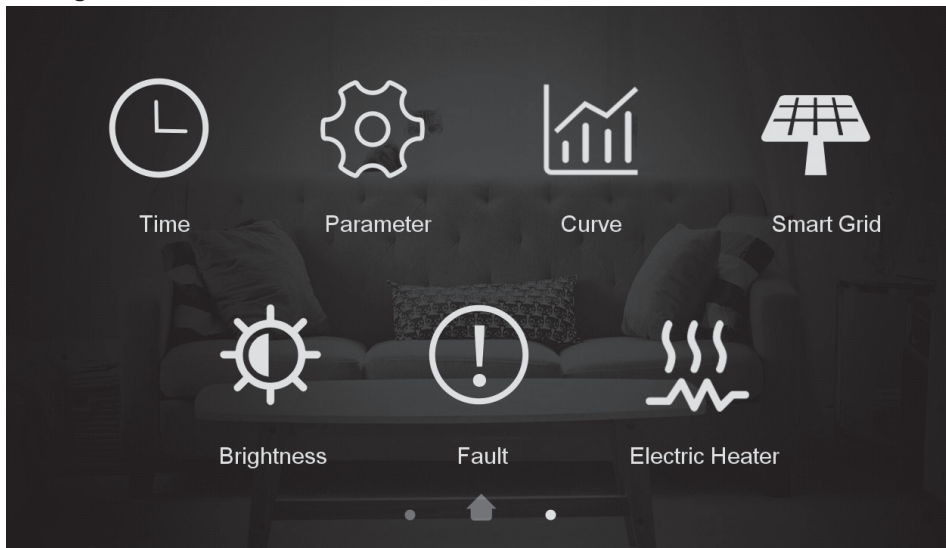 Time
Parameter
Curve
Smart Grid
Brightness
Fault
Electric Heater